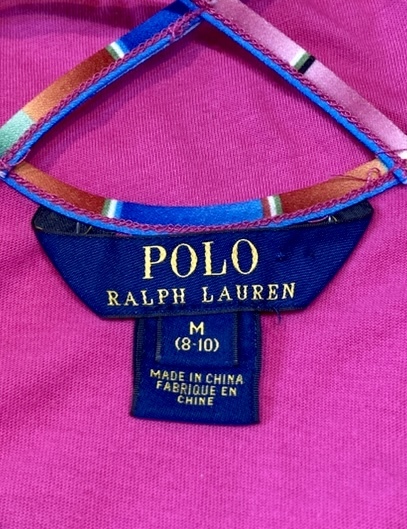 POLO
RALPH LAUREN
M
(8-10)
MADE IN CHINA
FABRIQUE EN
CHINE